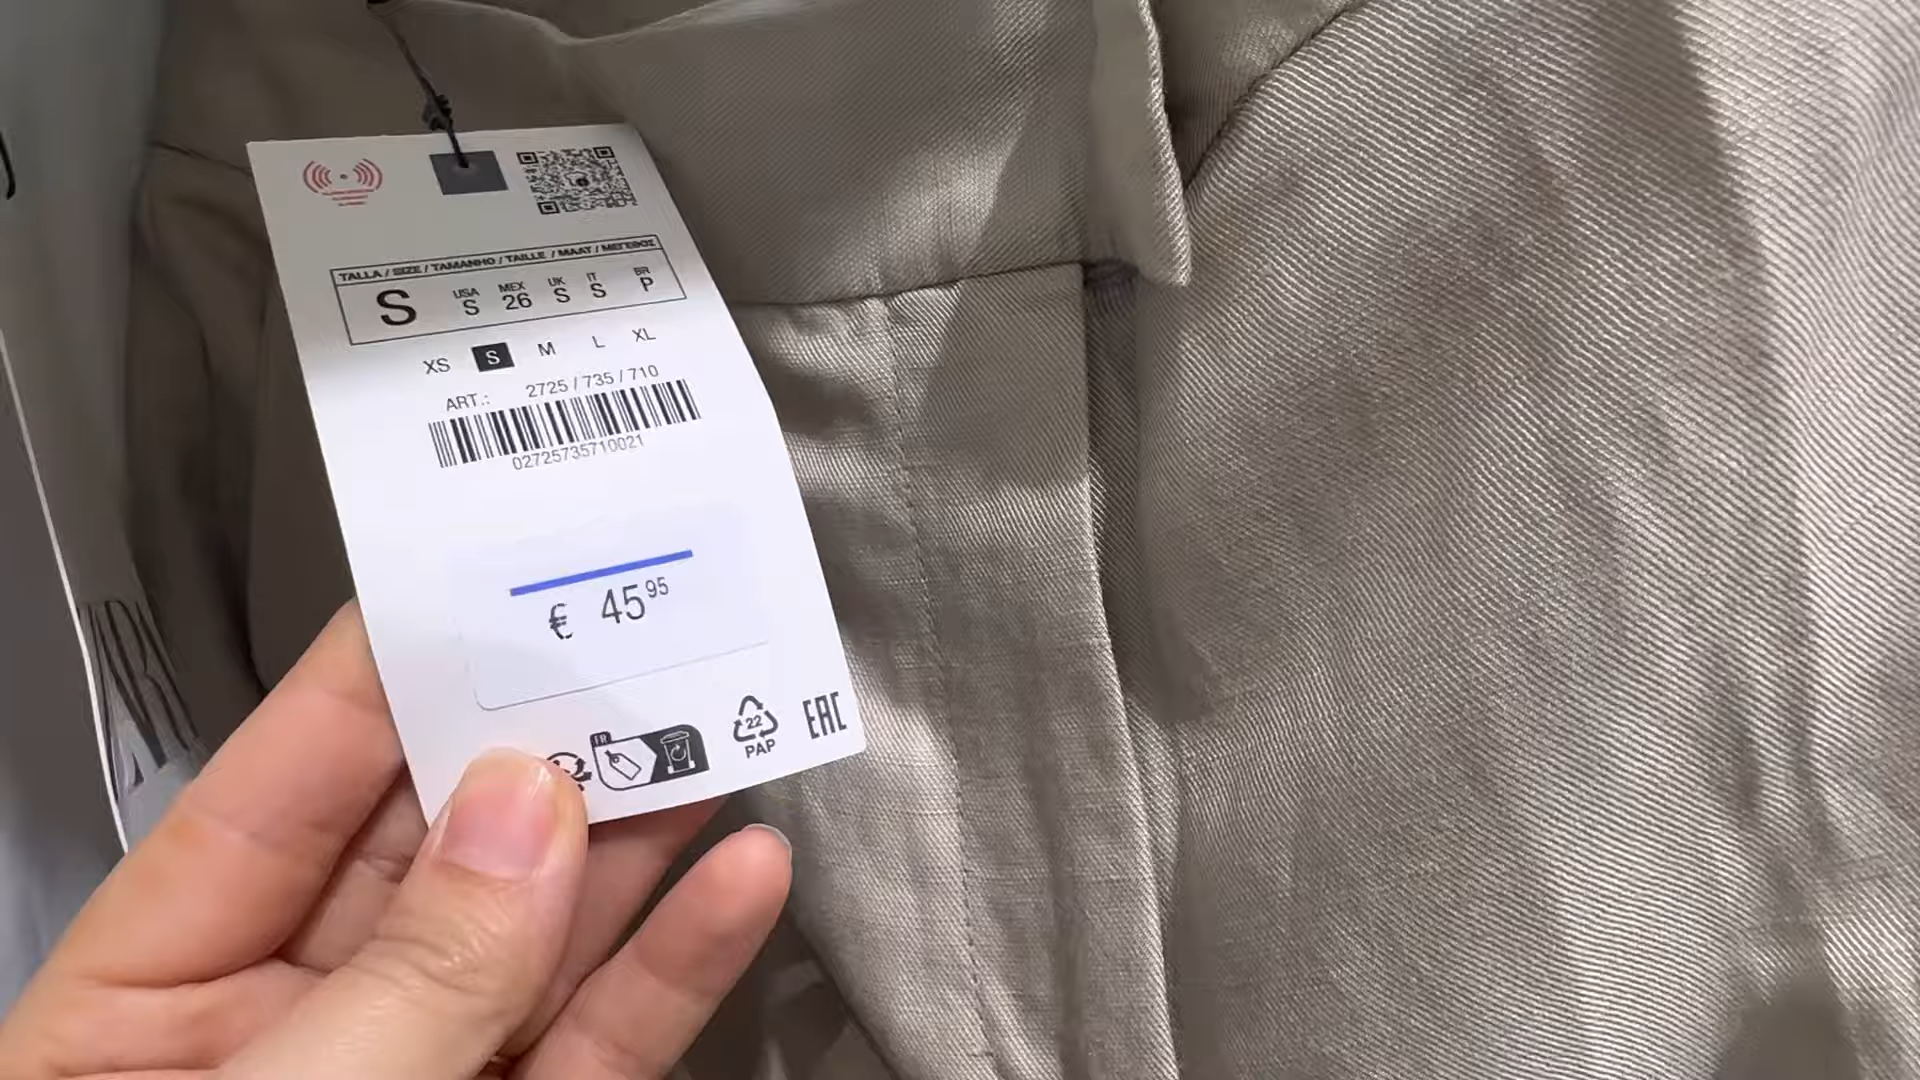 TALLA / SIZE / TAMANHO / TAILLE / MAAT / ΜΕΓΕΘΟΣ
S USA S MEX 26 UK S IT S BR P
XS S M L XL
ART.: 2725 / 735 / 710
02725735710021
€ 45 95
FR
22
PAP
EAC